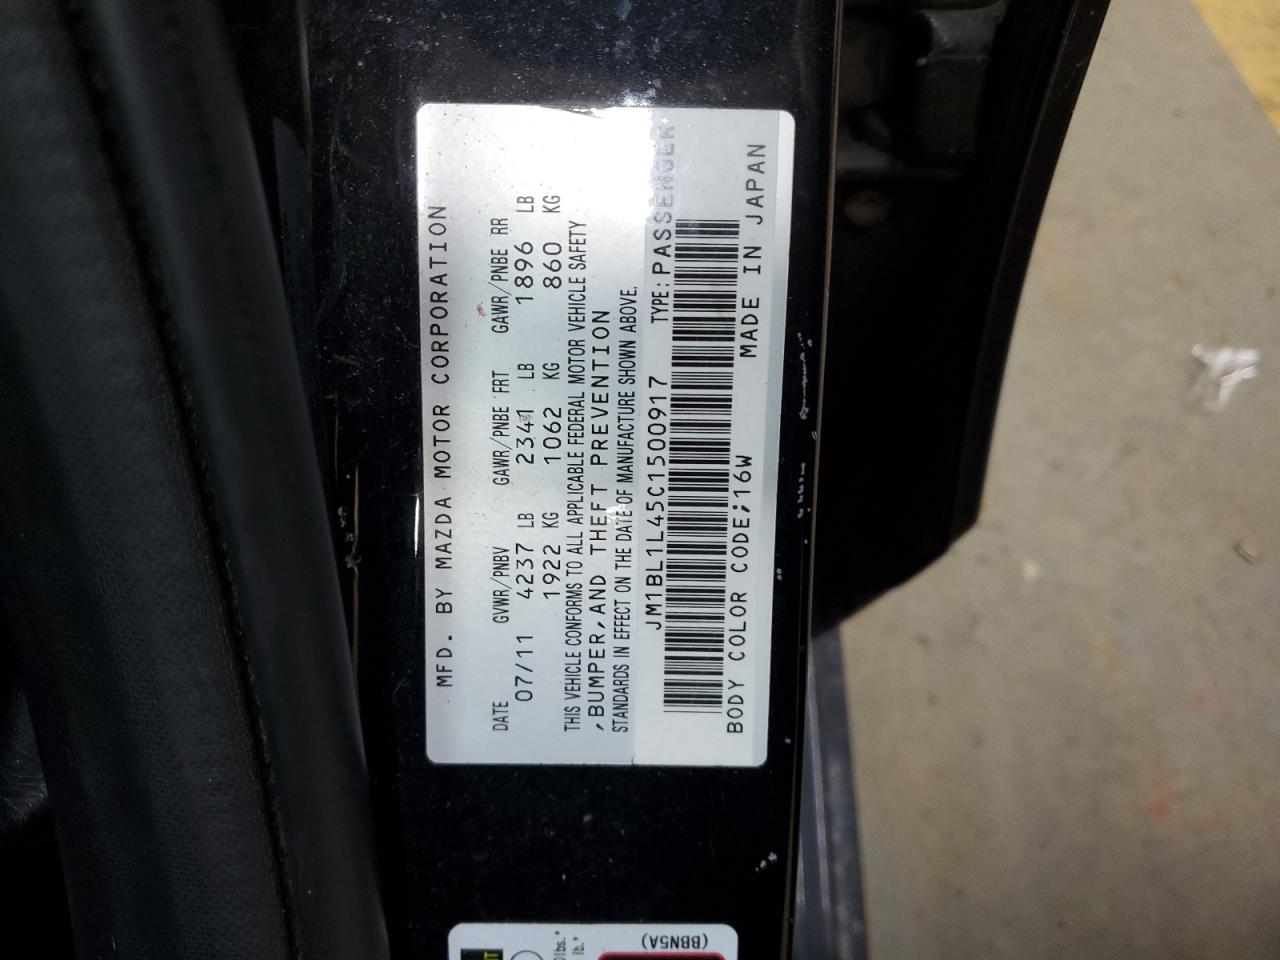 MFD. BY MAZDA MOTOR CORPORATION
DATE GVWR/PNBV GAWR/PNBE FRT GAWR/PNBE RR
07/11 4237 LB 2341 LB 1896 LB
1922 KG 1062 KG 860 KG
THIS VEHICLE CONFORMS TO ALL APPLICABLE FEDERAL MOTOR VEHICLE SAFETY
,BUMPER,AND THEFT PREVENTION
STANDARDS IN EFFECT ON THE DATE OF MANUFACTURE SHOWN ABOVE.
JM1BL1L45C1500917 TYPE:PASSENGER
BODY COLOR CODE;16W MADE IN JAPAN
(BBN5A)
lbs.*
lb.*